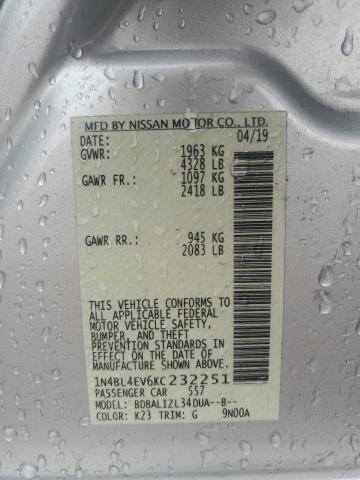 MFD BY NISSAN MOTOR CO., LTD.
DATE: 04/19
GVWR: 1963 KG
4328 LB
GAWR FR.: 1097 KG
2418 LB
GAWR RR.: 945 KG
2083 LB
THIS VEHICLE CONFORMS TO
ALL APPLICABLE FEDERAL
MOTOR VEHICLE SAFETY,
BUMPER, AND THEFT
PREVENTION STANDARDS IN
EFFECT ON THE DATE OF
MANUFACTURE SHOWN ABOVE.
1N4BL4EV6KC232251
PASSENGER CAR 557
MODEL: BDBALIZL34DUA--B--
COLOR: K23 TRIM: G 9N00A